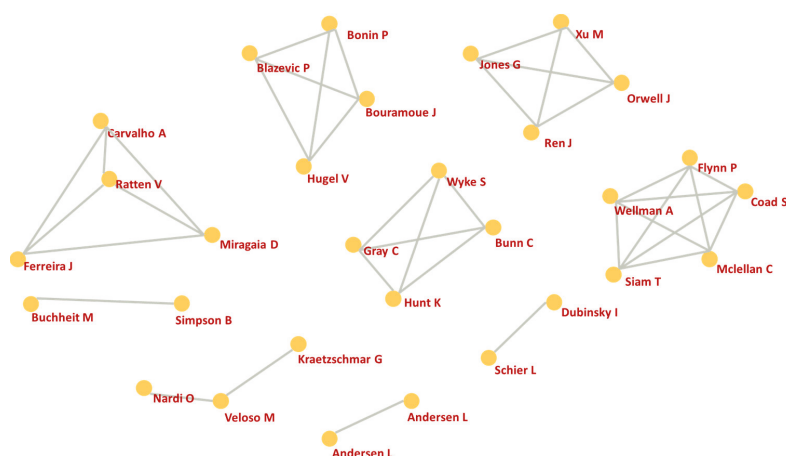 Bonin P
Xu M
Blazevic P
Jones G
Orwell J
Bouramoue J
Carvalho A
Ren J
Flynn P
Hugel V
Wyke S
Ratten V
Coad S
Wellman A
Miragaia D
Gray C
Bunn C
Ferreira J
Mclellan C
Siam T
Hunt K
Buchheit M
Simpson B
Dubinsky I
Kraetzschmar G
Schier L
Nardi O
Veloso M
Andersen L
Andersen L